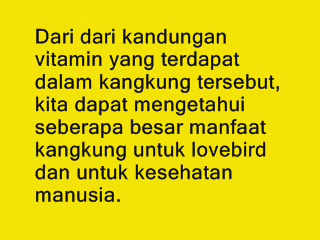 Dari dari kandungan
vitamin yang terdapat
dalam kangkung tersebut,
kita dapat mengetahui
seberapa besar manfaat
kangkung untuk lovebird
dan untuk kesehatan
manusia.